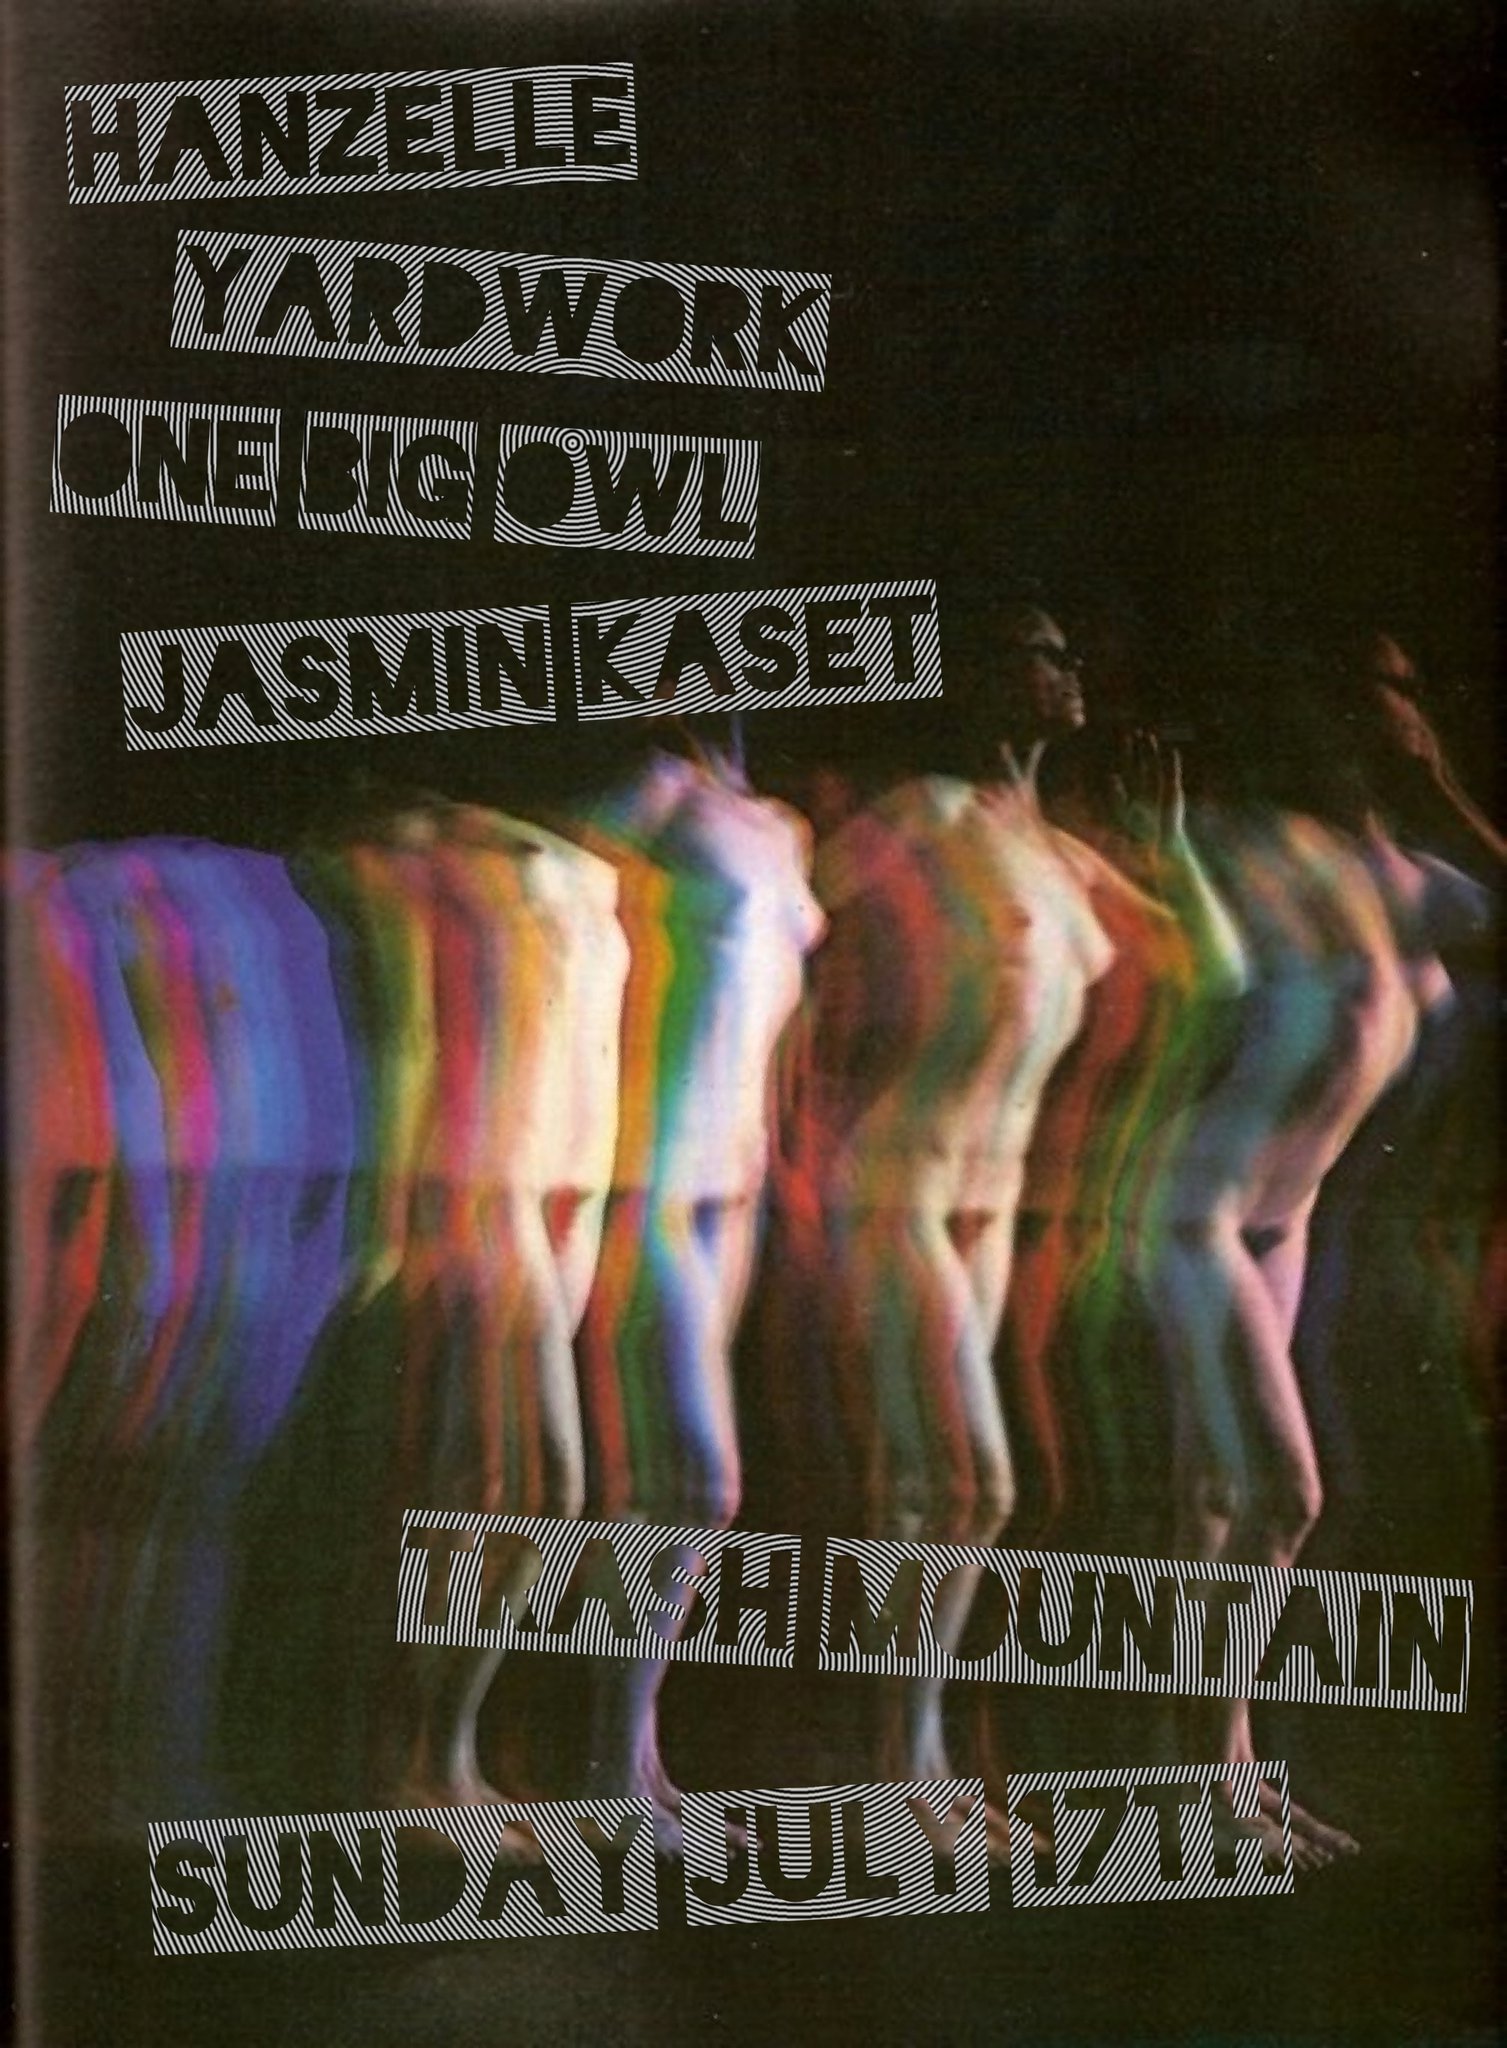 HANZELLE
YARDWORK
ONE BIG OWL
JASMIN KASET
TRASH MOUNTAIN
SUNDAY JULY 17TH